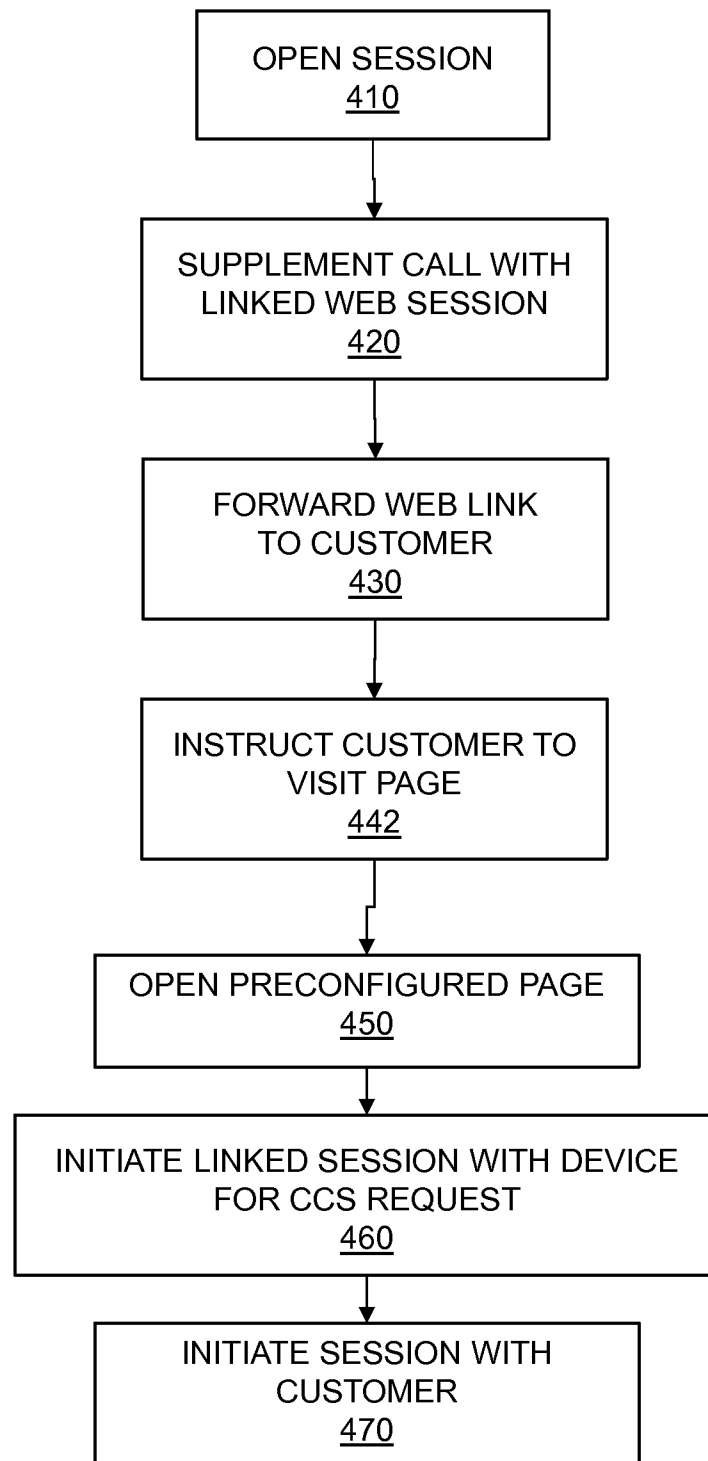 OPEN SESSION
410
SUPPLEMENT CALL WITH
LINKED WEB SESSION
420
FORWARD WEB LINK
TO CUSTOMER
430
INSTRUCT CUSTOMER TO
VISIT PAGE
442
OPEN PRECONFIGURED PAGE
450
INITIATE LINKED SESSION WITH DEVICE
FOR CCS REQUEST
460
INITIATE SESSION WITH
CUSTOMER
470